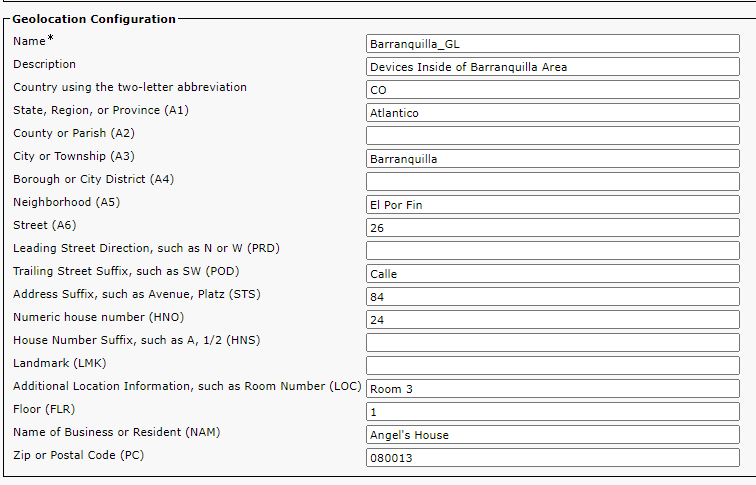 Geolocation Configuration
Name* Barranquilla_GL
Description Devices Inside of Barranquilla Area
Country using the two-letter abbreviation CO
State, Region, or Province (A1) Atlantico
County or Parish (A2)
City or Township (A3) Barranquilla
Borough or City District (A4)
Neighborhood (A5) El Por Fin
Street (A6) 26
Leading Street Direction, such as N or W (PRD)
Trailing Street Suffix, such as SW (POD) Calle
Address Suffix, such as Avenue, Platz (STS) 84
Numeric house number (HNO) 24
House Number Suffix, such as A, 1/2 (HNS)
Landmark (LMK)
Additional Location Information, such as Room Number (LOC) Room 3
Floor (FLR) 1
Name of Business or Resident (NAM) Angel's House
Zip or Postal Code (PC) 080013